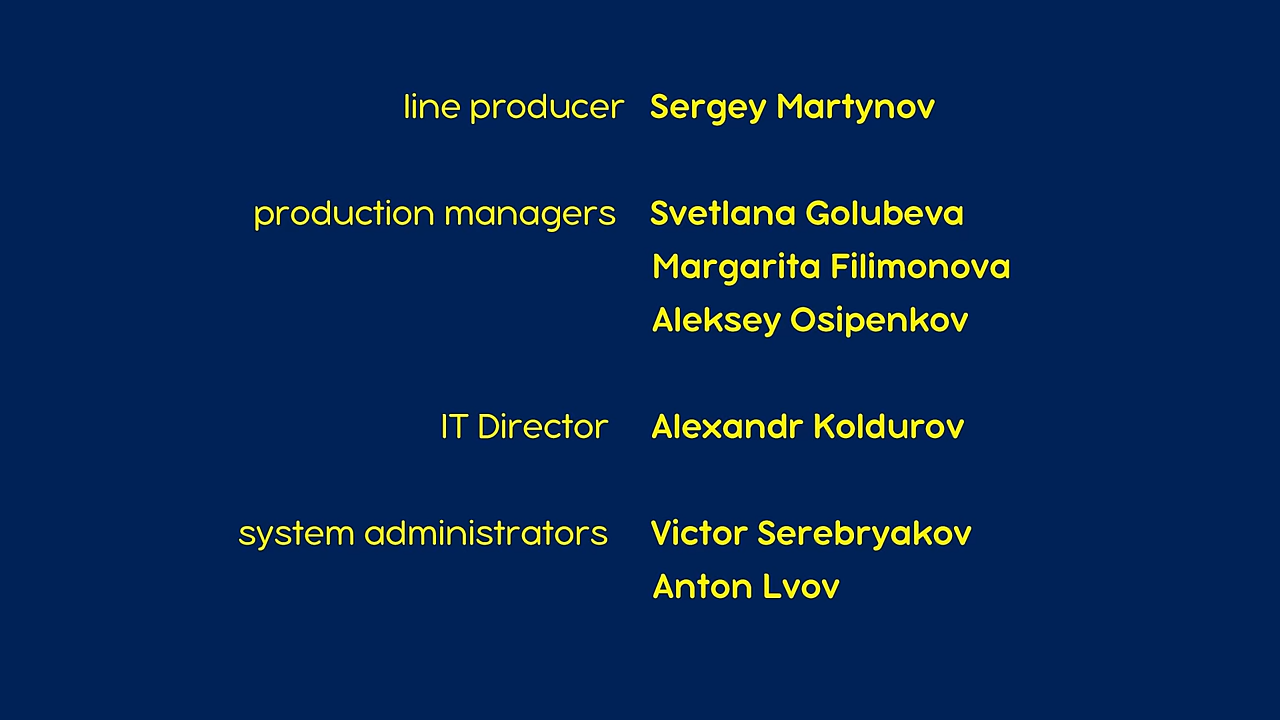 line producer Sergey Martynov
production managers Svetlana Golubeva
Margarita Filimonova
Aleksey Osipenkov
IT Director Alexandr Koldurov
system administrators Victor Serebryakov
Anton Lvov